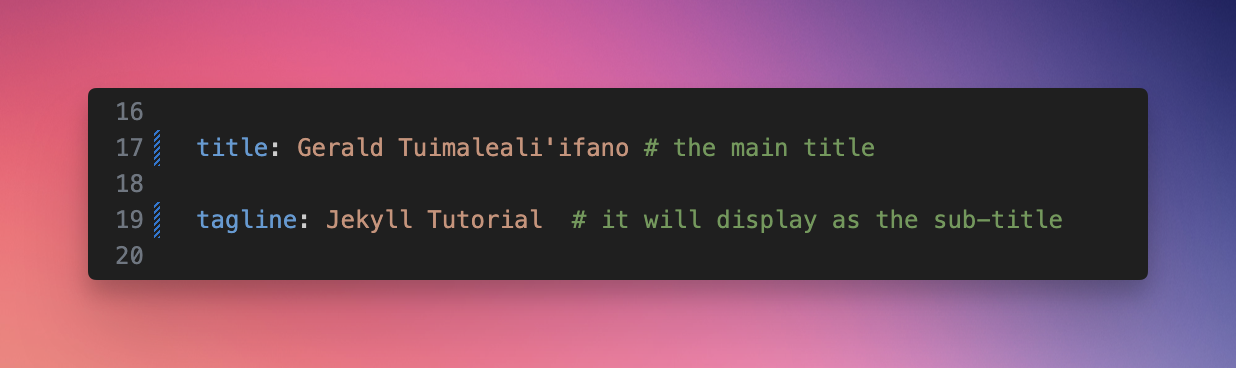 16
17 title: Gerald Tuimaleali'ifano # the main title
18
19 tagline: Jekyll Tutorial  # it will display as the sub-title
20